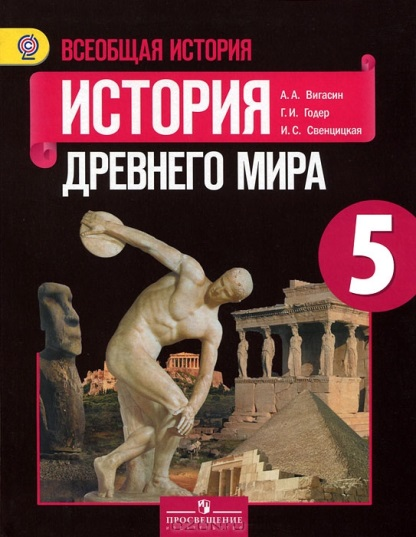 ВСЕОБЩАЯ ИСТОРИЯ
ИСТОРИЯ
А. А. Вигасин
Г. И. Годер
И. С. Свенцицкая
ДРЕВНЕГО МИРА
5
ПРОСВЕЩЕНИЕ